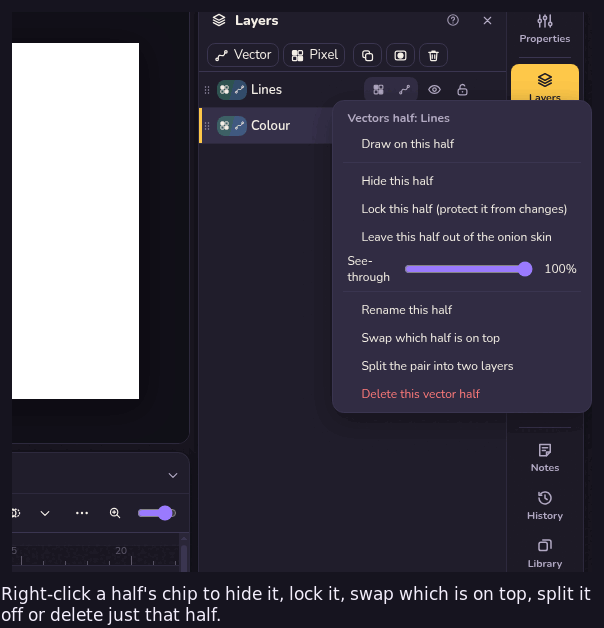 Layers
Properties
Vector
Pixel
Lines
Layers
Colour
Vectors half: Lines
Draw on this half
Hide this half
Lock this half (protect it from changes)
Leave this half out of the onion skin
See-
through
100%
Rename this half
Swap which half is on top
Split the pair into two layers
Delete this vector half
Notes
History
20
Library
Right-click a half's chip to hide it, lock it, swap which is on top, split it
off or delete just that half.